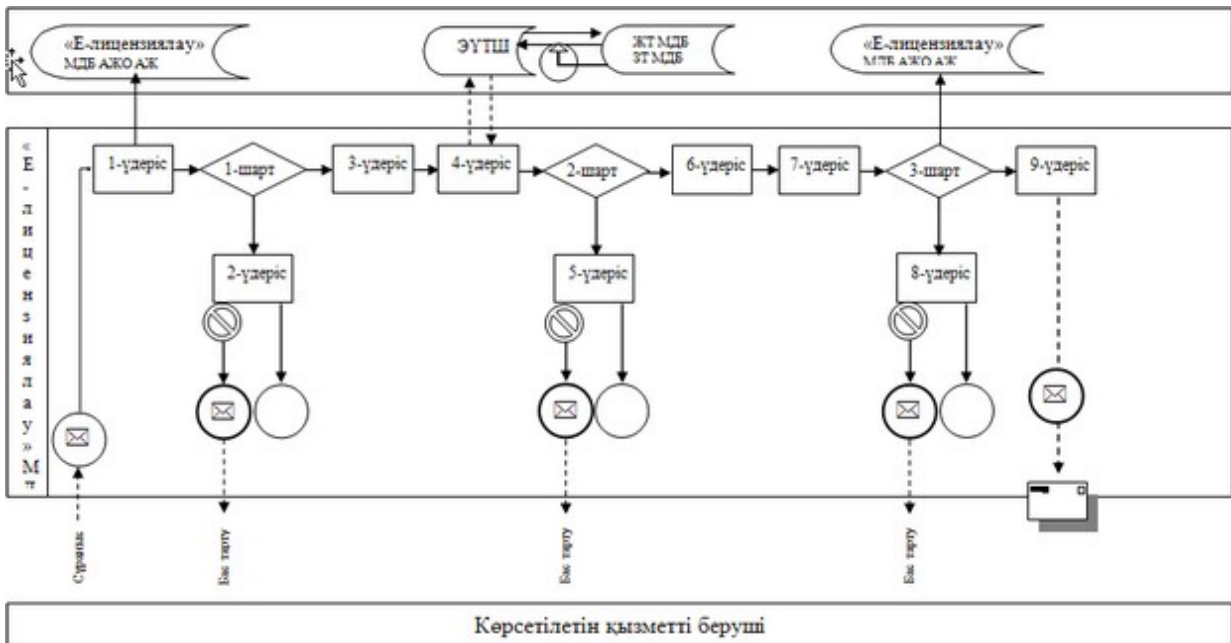 «Е-лицензиялау»
МДБ АЖО АЖ
ЭҮТШ
ЖТ МДБ
ЗТ МДБ
«Е-лицензиялау»
МДБ АЖО АЖ
«Е-лицензиялау» М
1-үдеріс
1-шарт
3-үдеріс
4-үдеріс
2-шарт
6-үдеріс
7-үдеріс
3-шарт
9-үдеріс
2-үдеріс
5-үдеріс
8-үдеріс
Сұраныс
Бас тарту
Бас тарту
Бас тарту
Көрсетілетін қызметті беруші